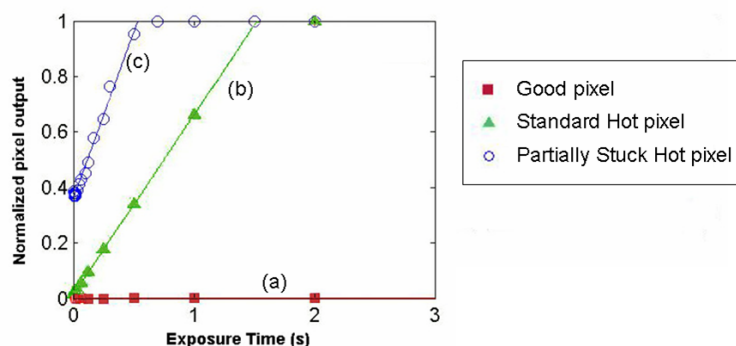 Normalized pixel output
1
0.8
0.6
0.4
0.2
0
(c)
(b)
(a)
0
1
2
3
Exposure Time (s)
Good pixel
Standard Hot pixel
Partially Stuck Hot pixel